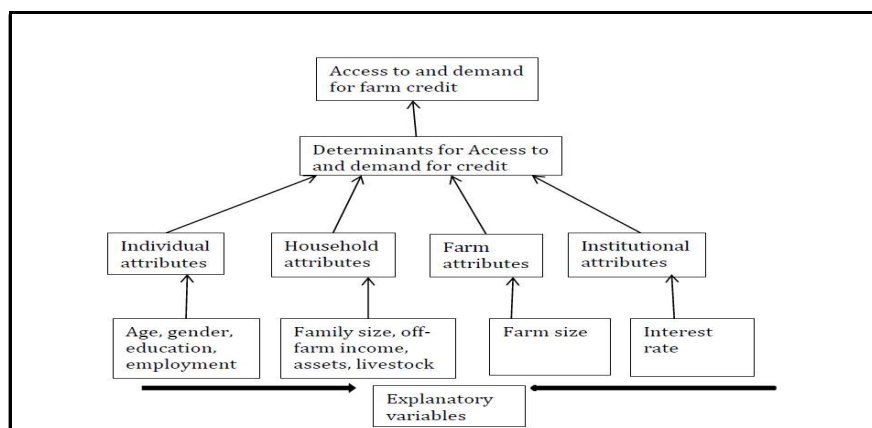 Access to and demand
for farm credit
Determinants for Access to
and demand for credit
Individual
attributes
Household
attributes
Farm
attributes
Institutional
attributes
Age, gender,
education,
employment
Family size, off-
farm income,
assets, livestock
Farm size
Interest
rate
Explanatory
variables